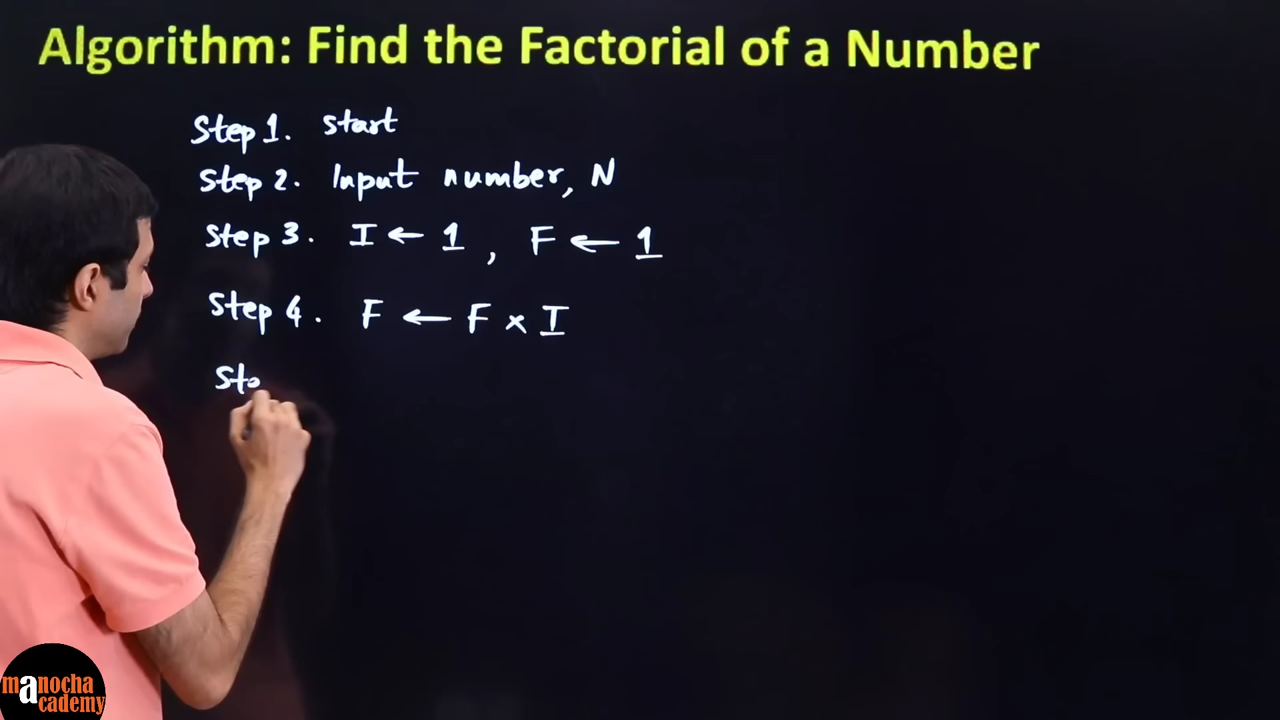 Algorithm: Find the Factorial of a Number
Step 1. Start
Step 2. Input number, N
Step 3. I ← 1 , F ← 1
Step 4. F ← F × I
Ste
manocha
academy